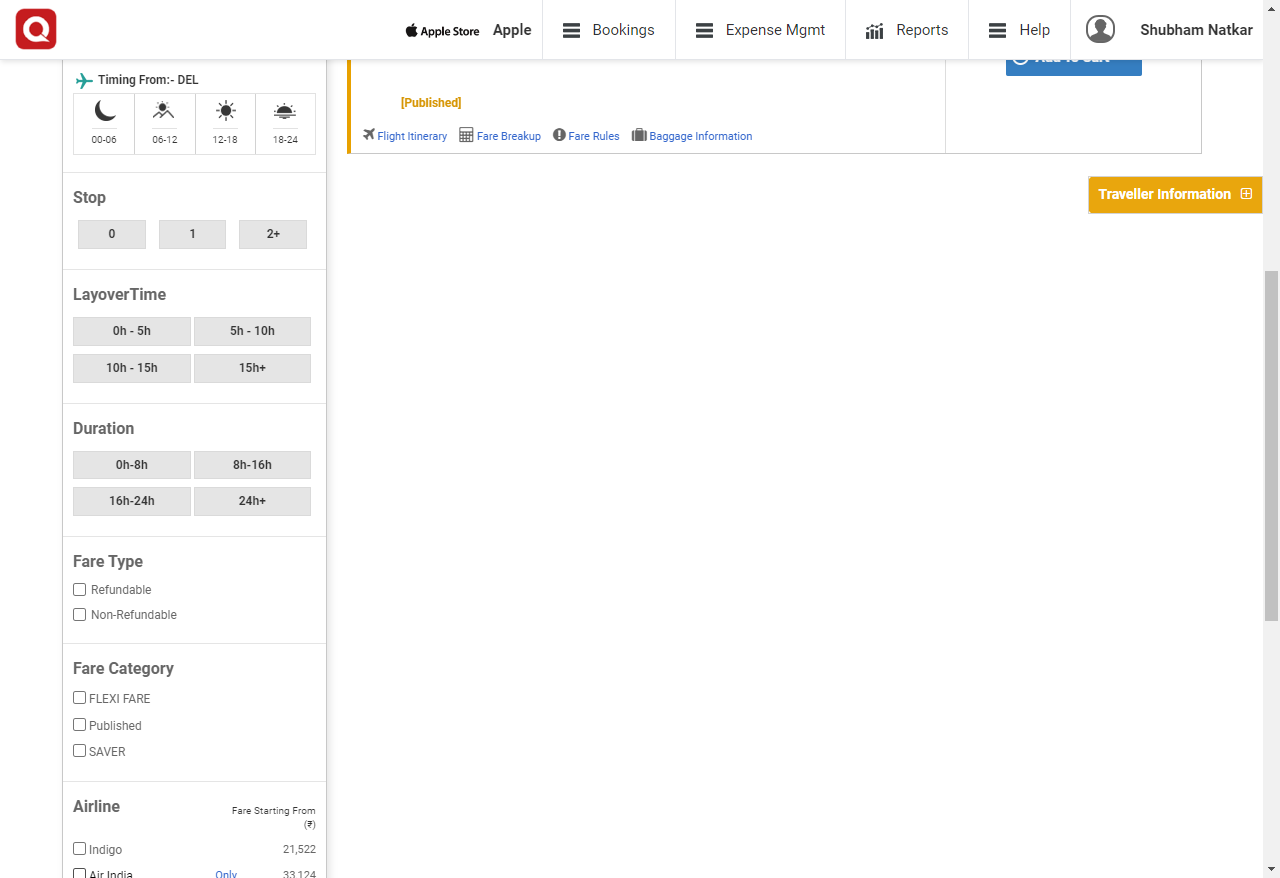 Apple Store Apple Bookings Expense Mgmt Reports Help Shubham Natkar
Timing From:- DEL
00-06 06-12 12-18 18-24
Stop
0 1 2+
LayoverTime
0h - 5h 5h - 10h
10h - 15h 15h+
Duration
0h-8h 8h-16h
16h-24h 24h+
Fare Type
Refundable
Non-Refundable
Fare Category
FLEXI FARE
Published
SAVER
Airline Fare Starting From
(₹)
Indigo 21,522
Air India Only 33,124
Add To Cart
[Published]
Flight Itinerary Fare Breakup Fare Rules Baggage Information
Traveller Information